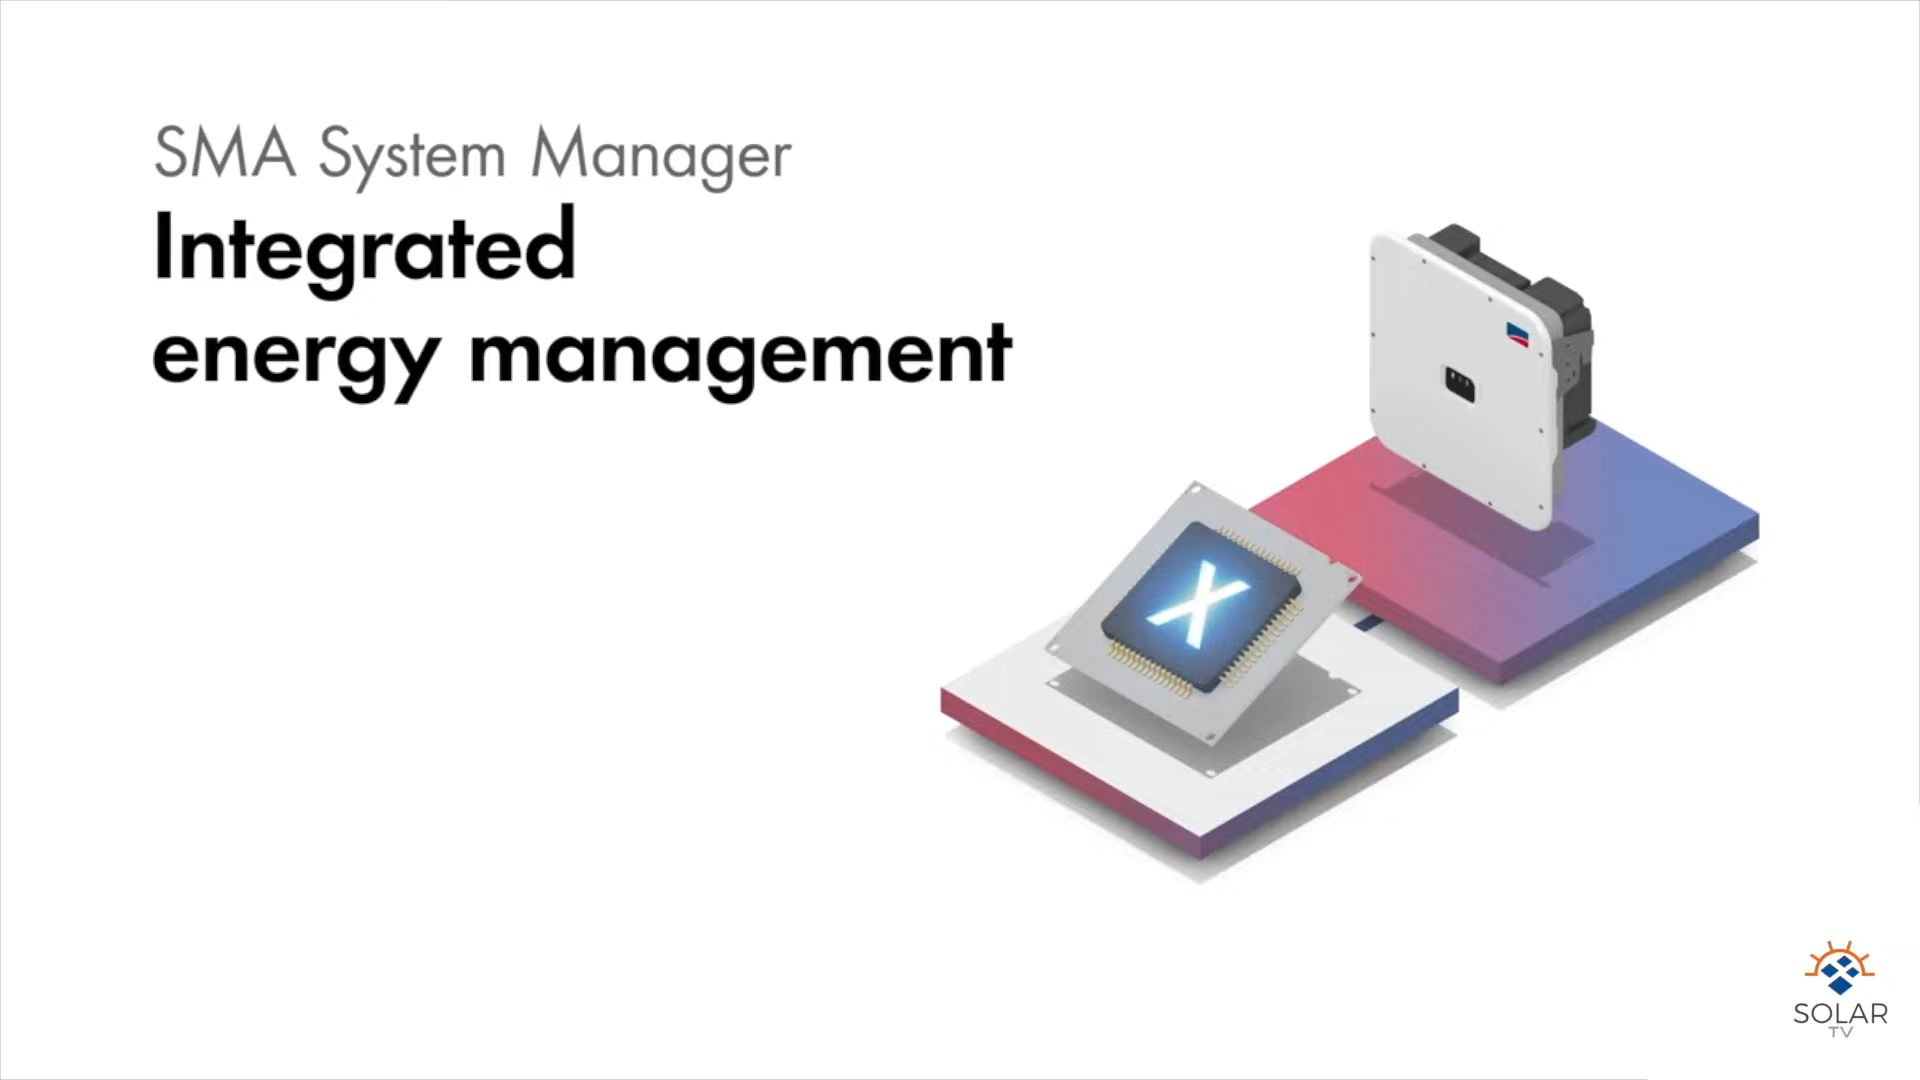 SMA System Manager
Integrated
energy management
X
SOLAR
TV